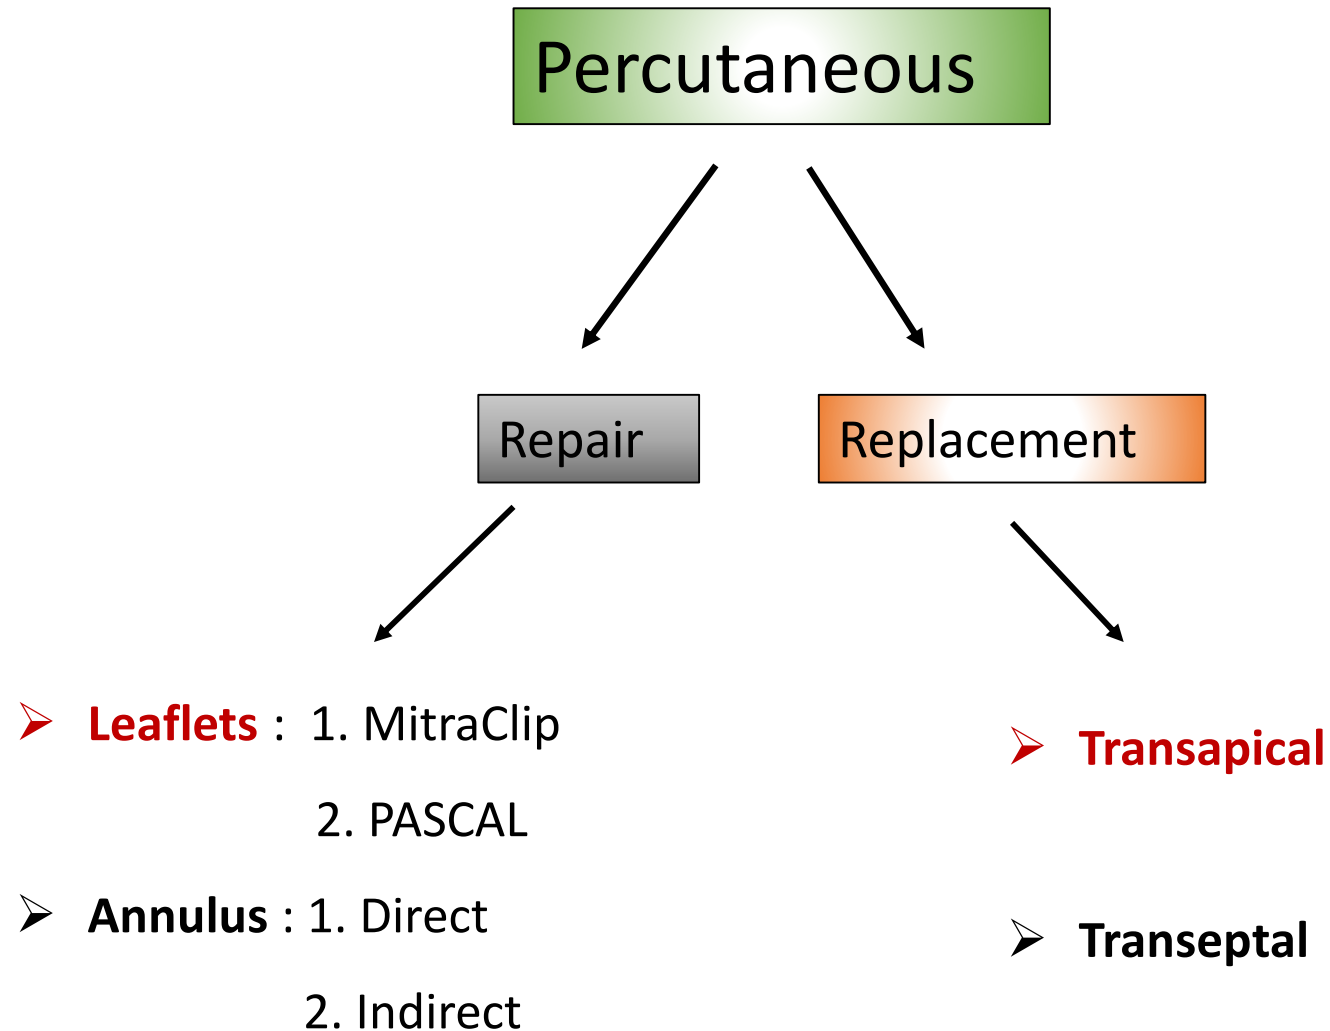 Percutaneous
Repair
Replacement
Leaflets : 1. MitraClip
2. PASCAL
Annulus : 1. Direct
2. Indirect
Transapical
Transeptal